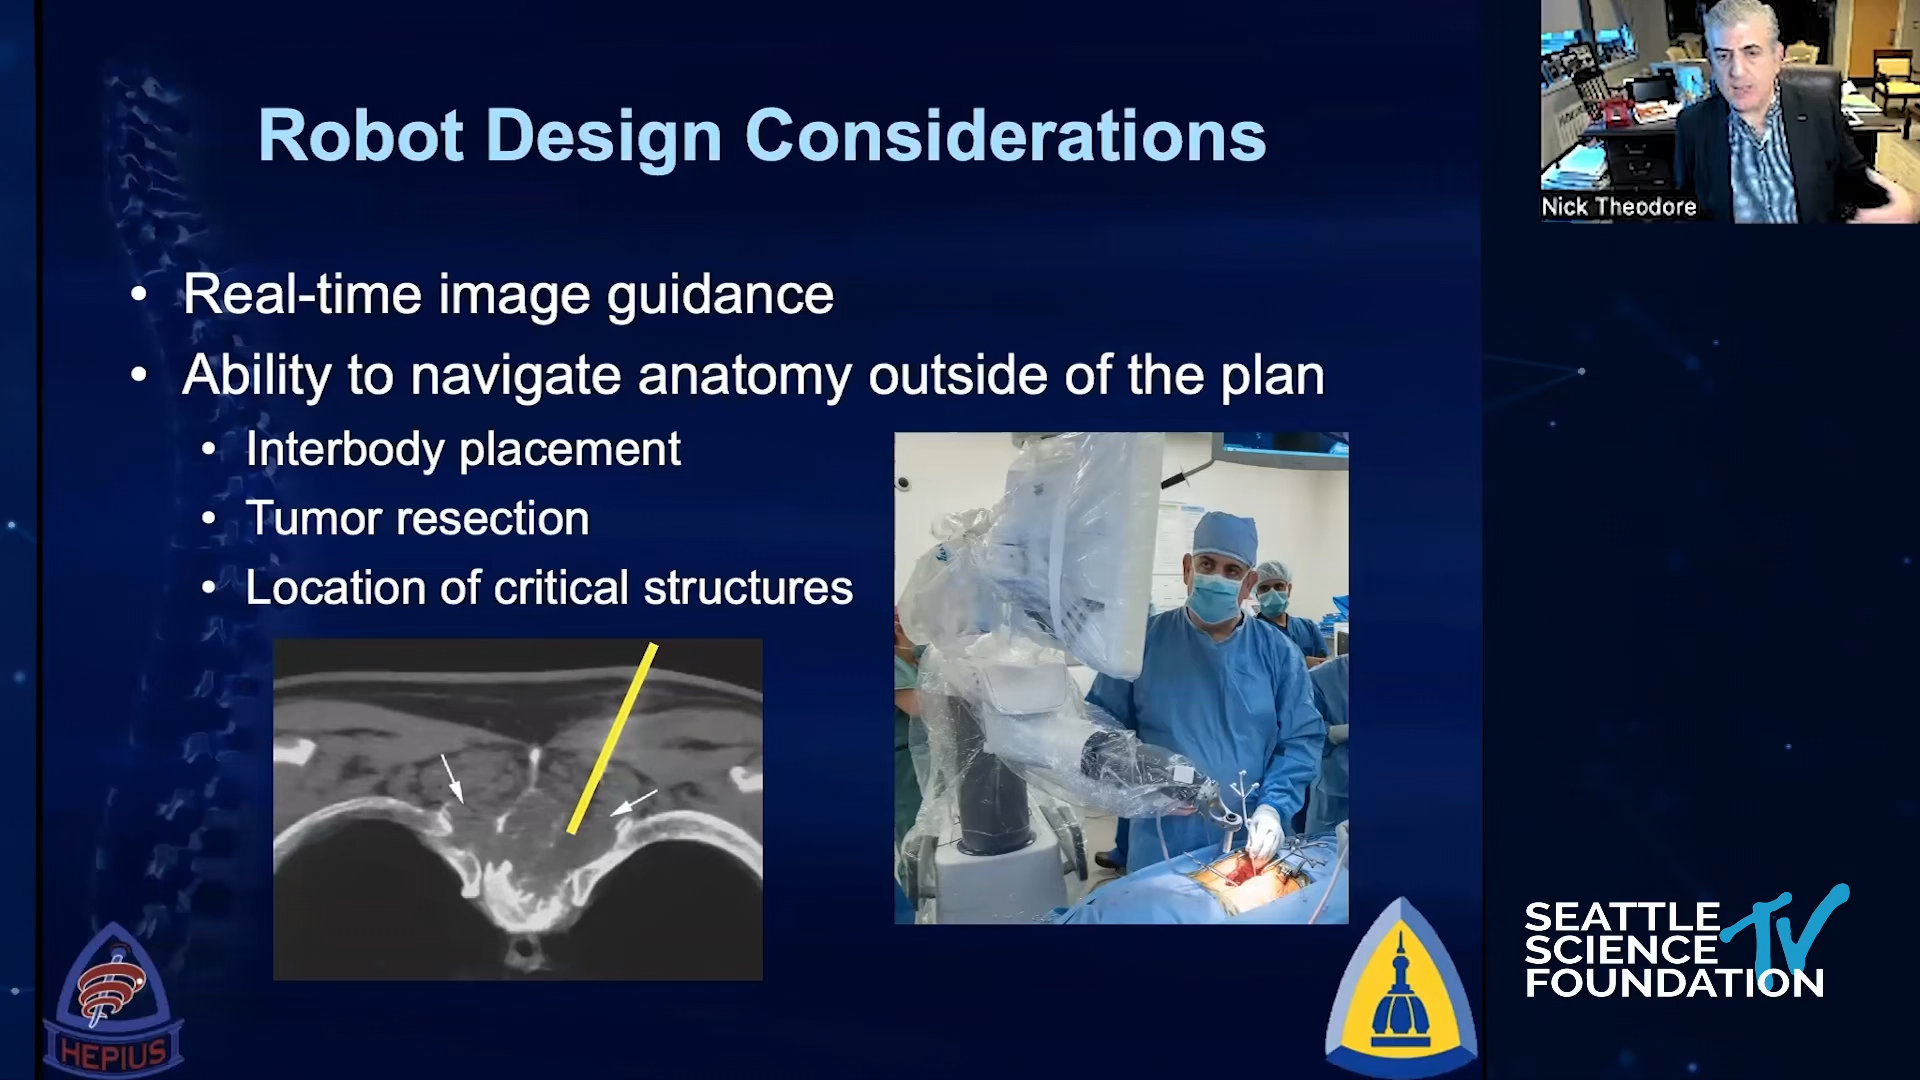 Robot Design Considerations
• Real-time image guidance
• Ability to navigate anatomy outside of the plan
• Interbody placement
• Tumor resection
• Location of critical structures
HEPIUS
Nick Theodore
SEATTLE
SCIENCE
FOUNDATION
TV